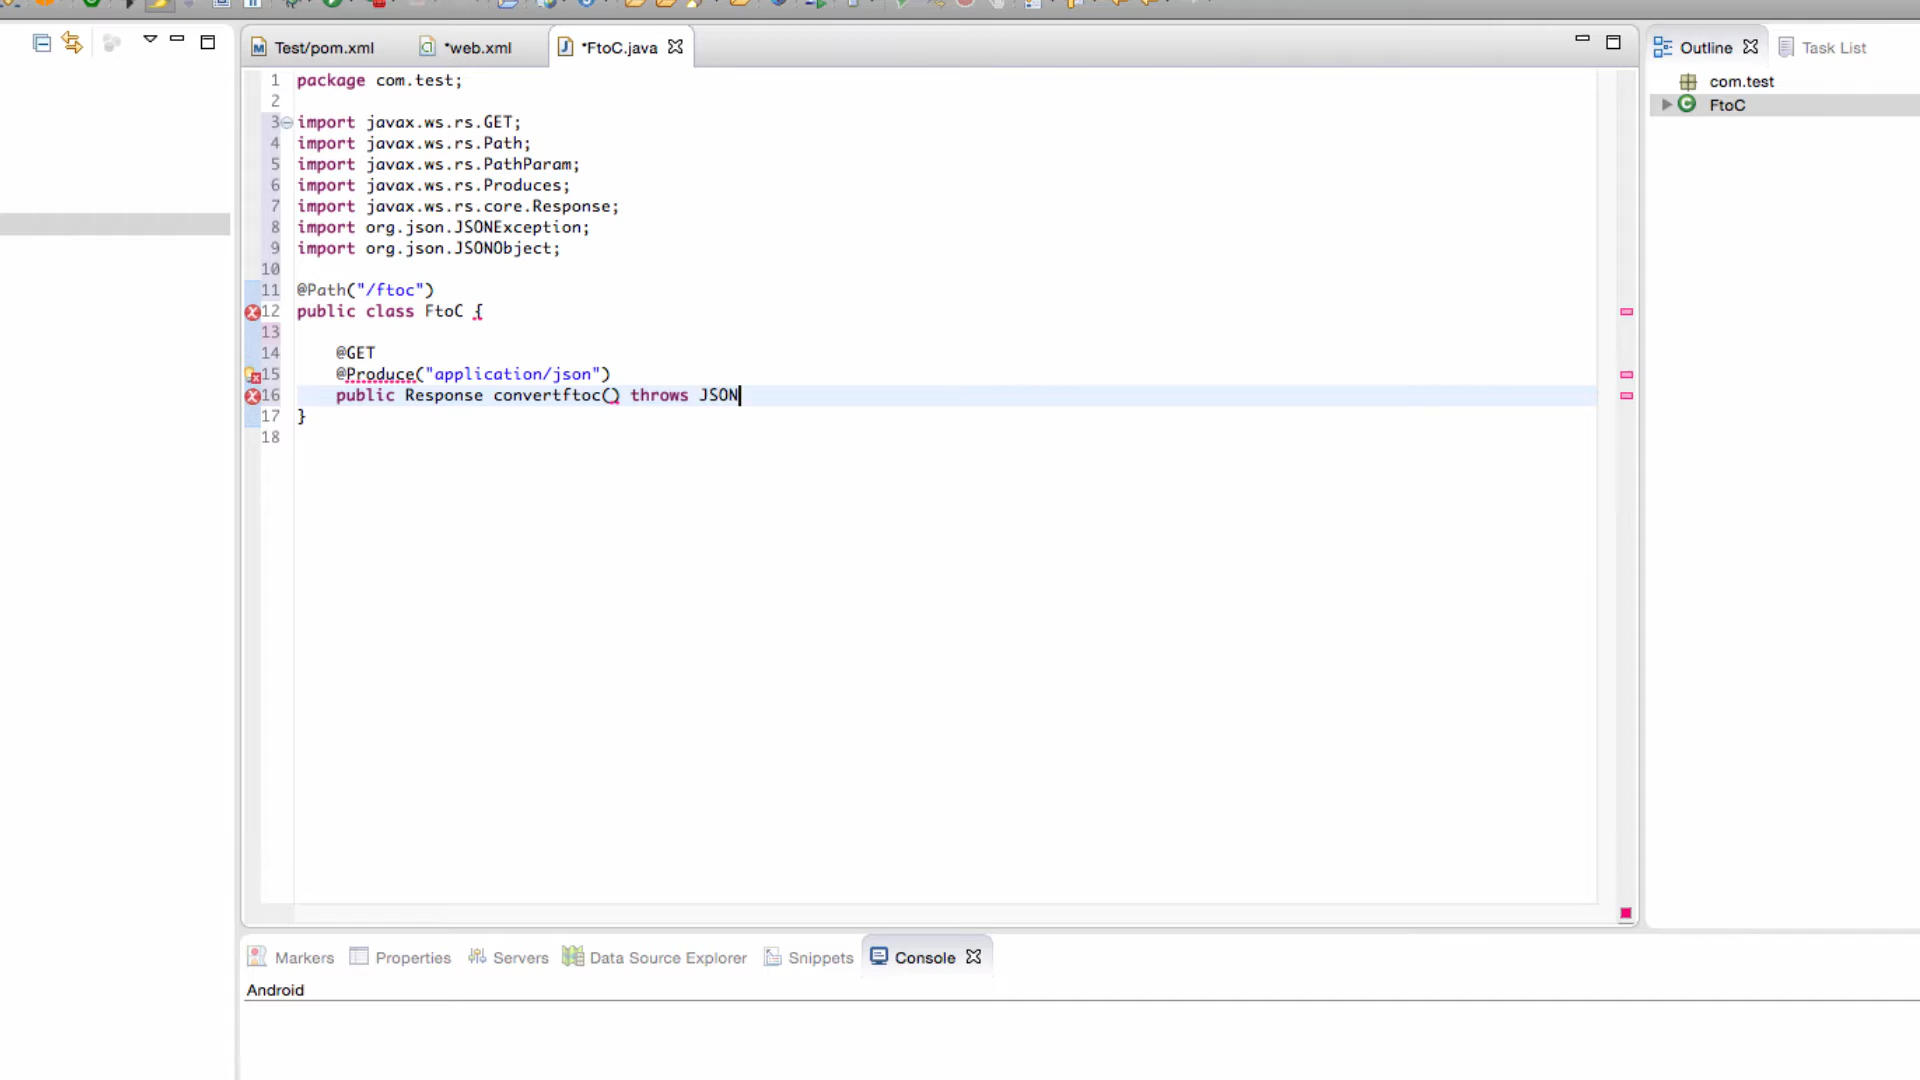 Test/pom.xml
*web.xml
*FtoC.java
Outline
Task List
com.test
FtoC
1 package com.test;
2
3 import javax.ws.rs.GET;
4 import javax.ws.rs.Path;
5 import javax.ws.rs.PathParam;
6 import javax.ws.rs.Produces;
7 import javax.ws.rs.core.Response;
8 import org.json.JSONException;
9 import org.json.JSONObject;
10
11 @Path("/ftoc")
12 public class FtoC {
13
14 @GET
15 @Produce("application/json")
16 public Response convertftoc() throws JSON
17 }
18
Markers
Properties
Servers
Data Source Explorer
Snippets
Console
Android